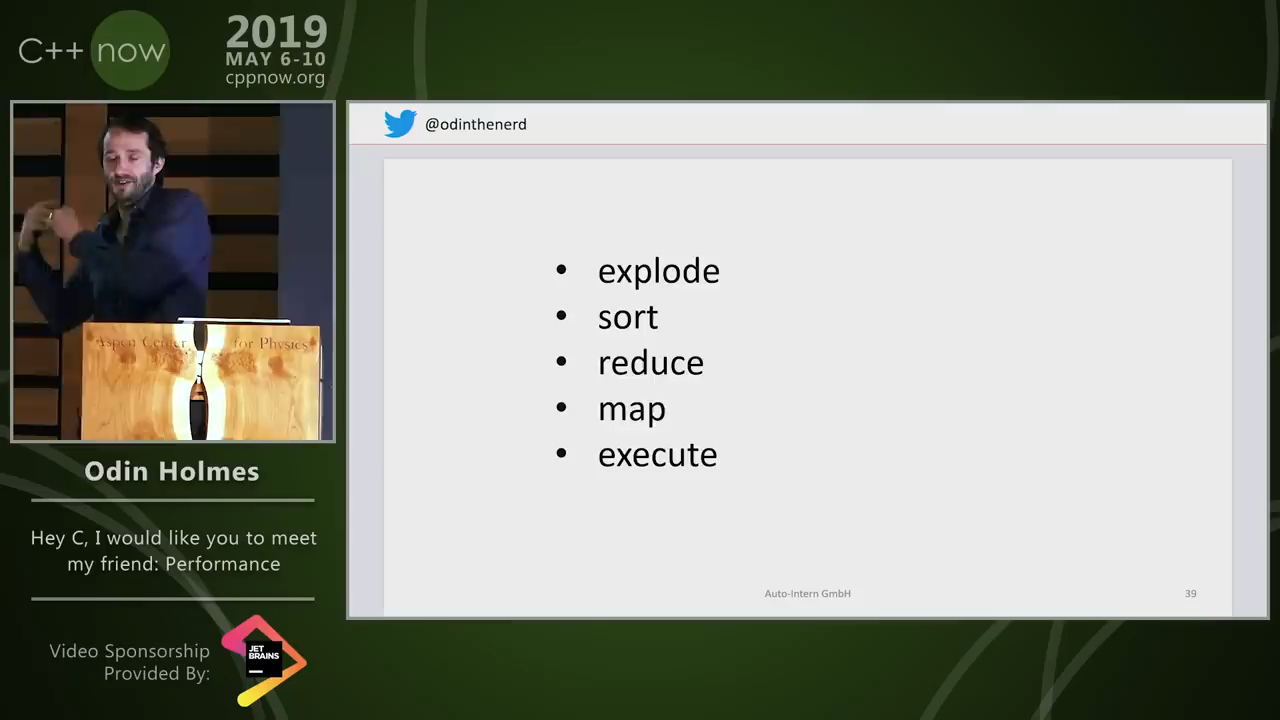 C++ now
2019
MAY 6-10
cppnow.org
@odinthenerd
• explode
• sort
• reduce
• map
• execute
Auto-Intern GmbH
39
Aspen Center for Physics
Odin Holmes
Hey C, I would like you to meet
my friend: Performance
Video Sponsorship
Provided By:
JET
BRAINS